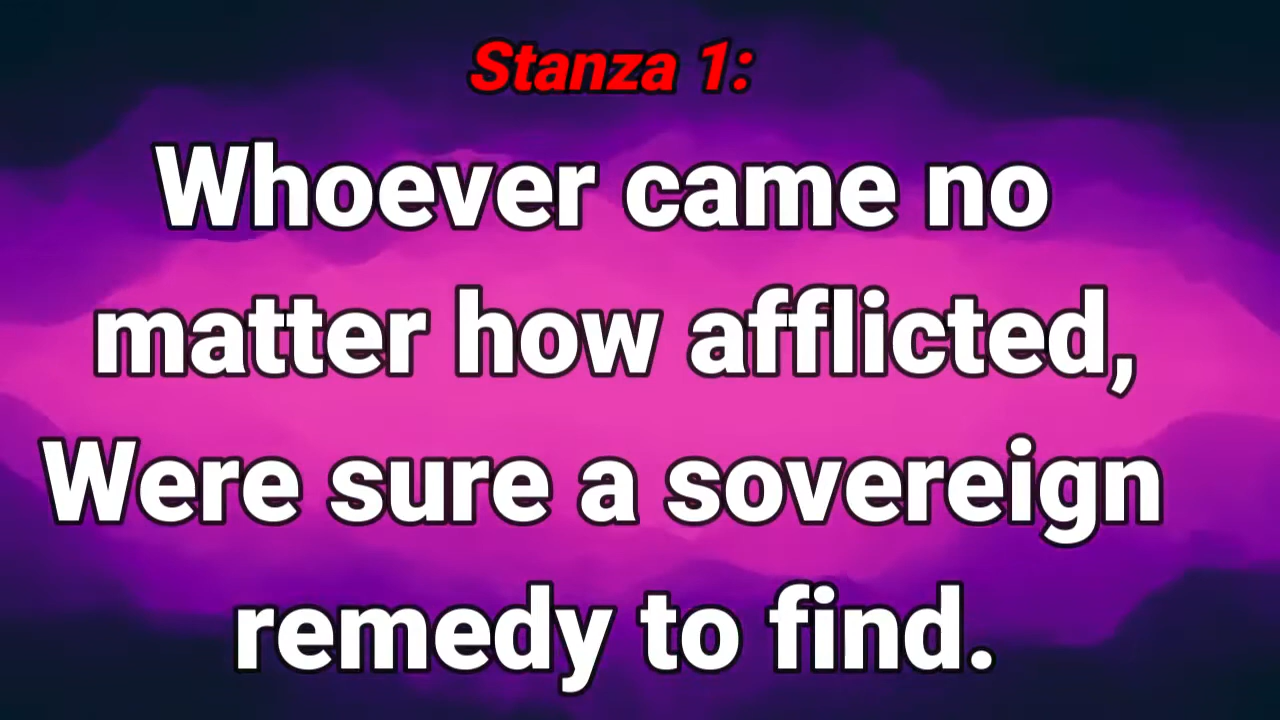 Stanza 1:
Whoever came no
matter how afflicted,
Were sure a sovereign
remedy to find.